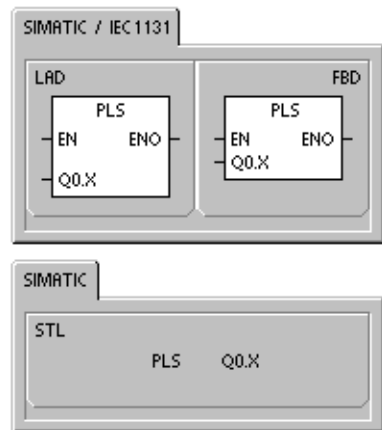 SIMATIC / IEC1131
LAD FBD
PLS PLS
EN ENO EN ENO
Q0.X Q0.X
SIMATIC
STL
PLS Q0.X